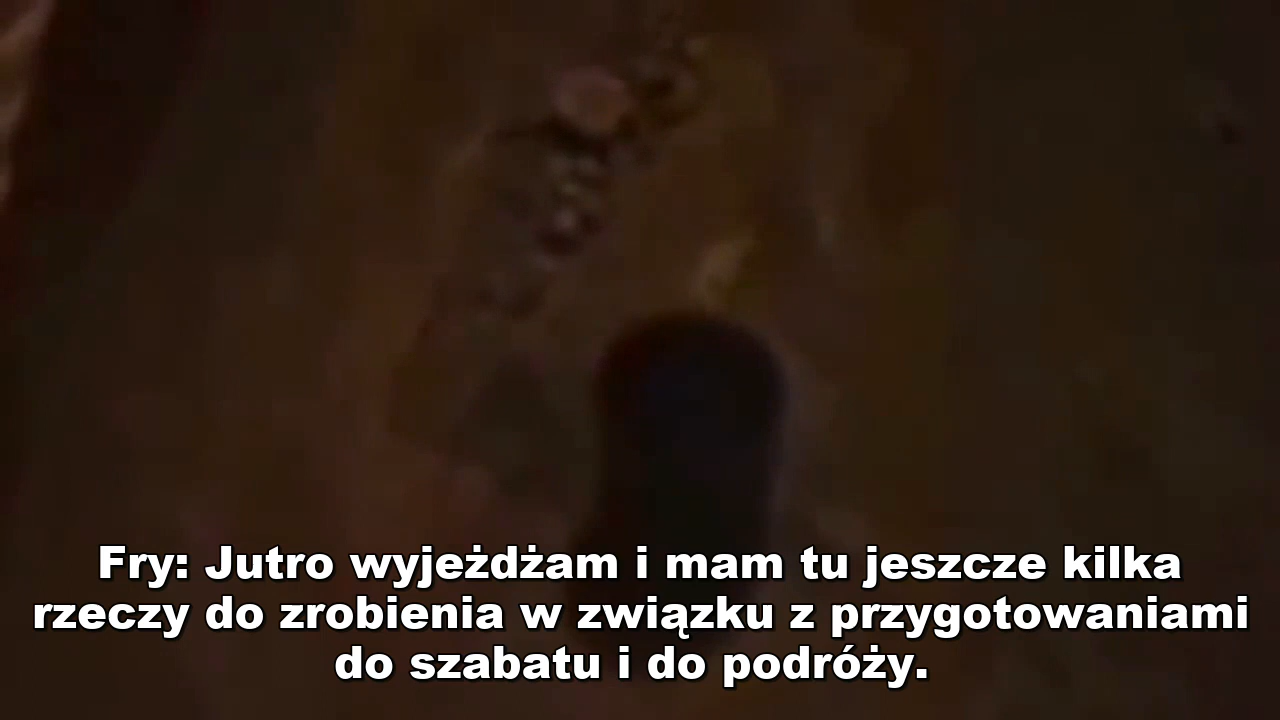 Fry: Jutro wyjeżdżam i mam tu jeszcze kilka
rzeczy do zrobienia w związku z przygotowaniami
do szabatu i do podróży.